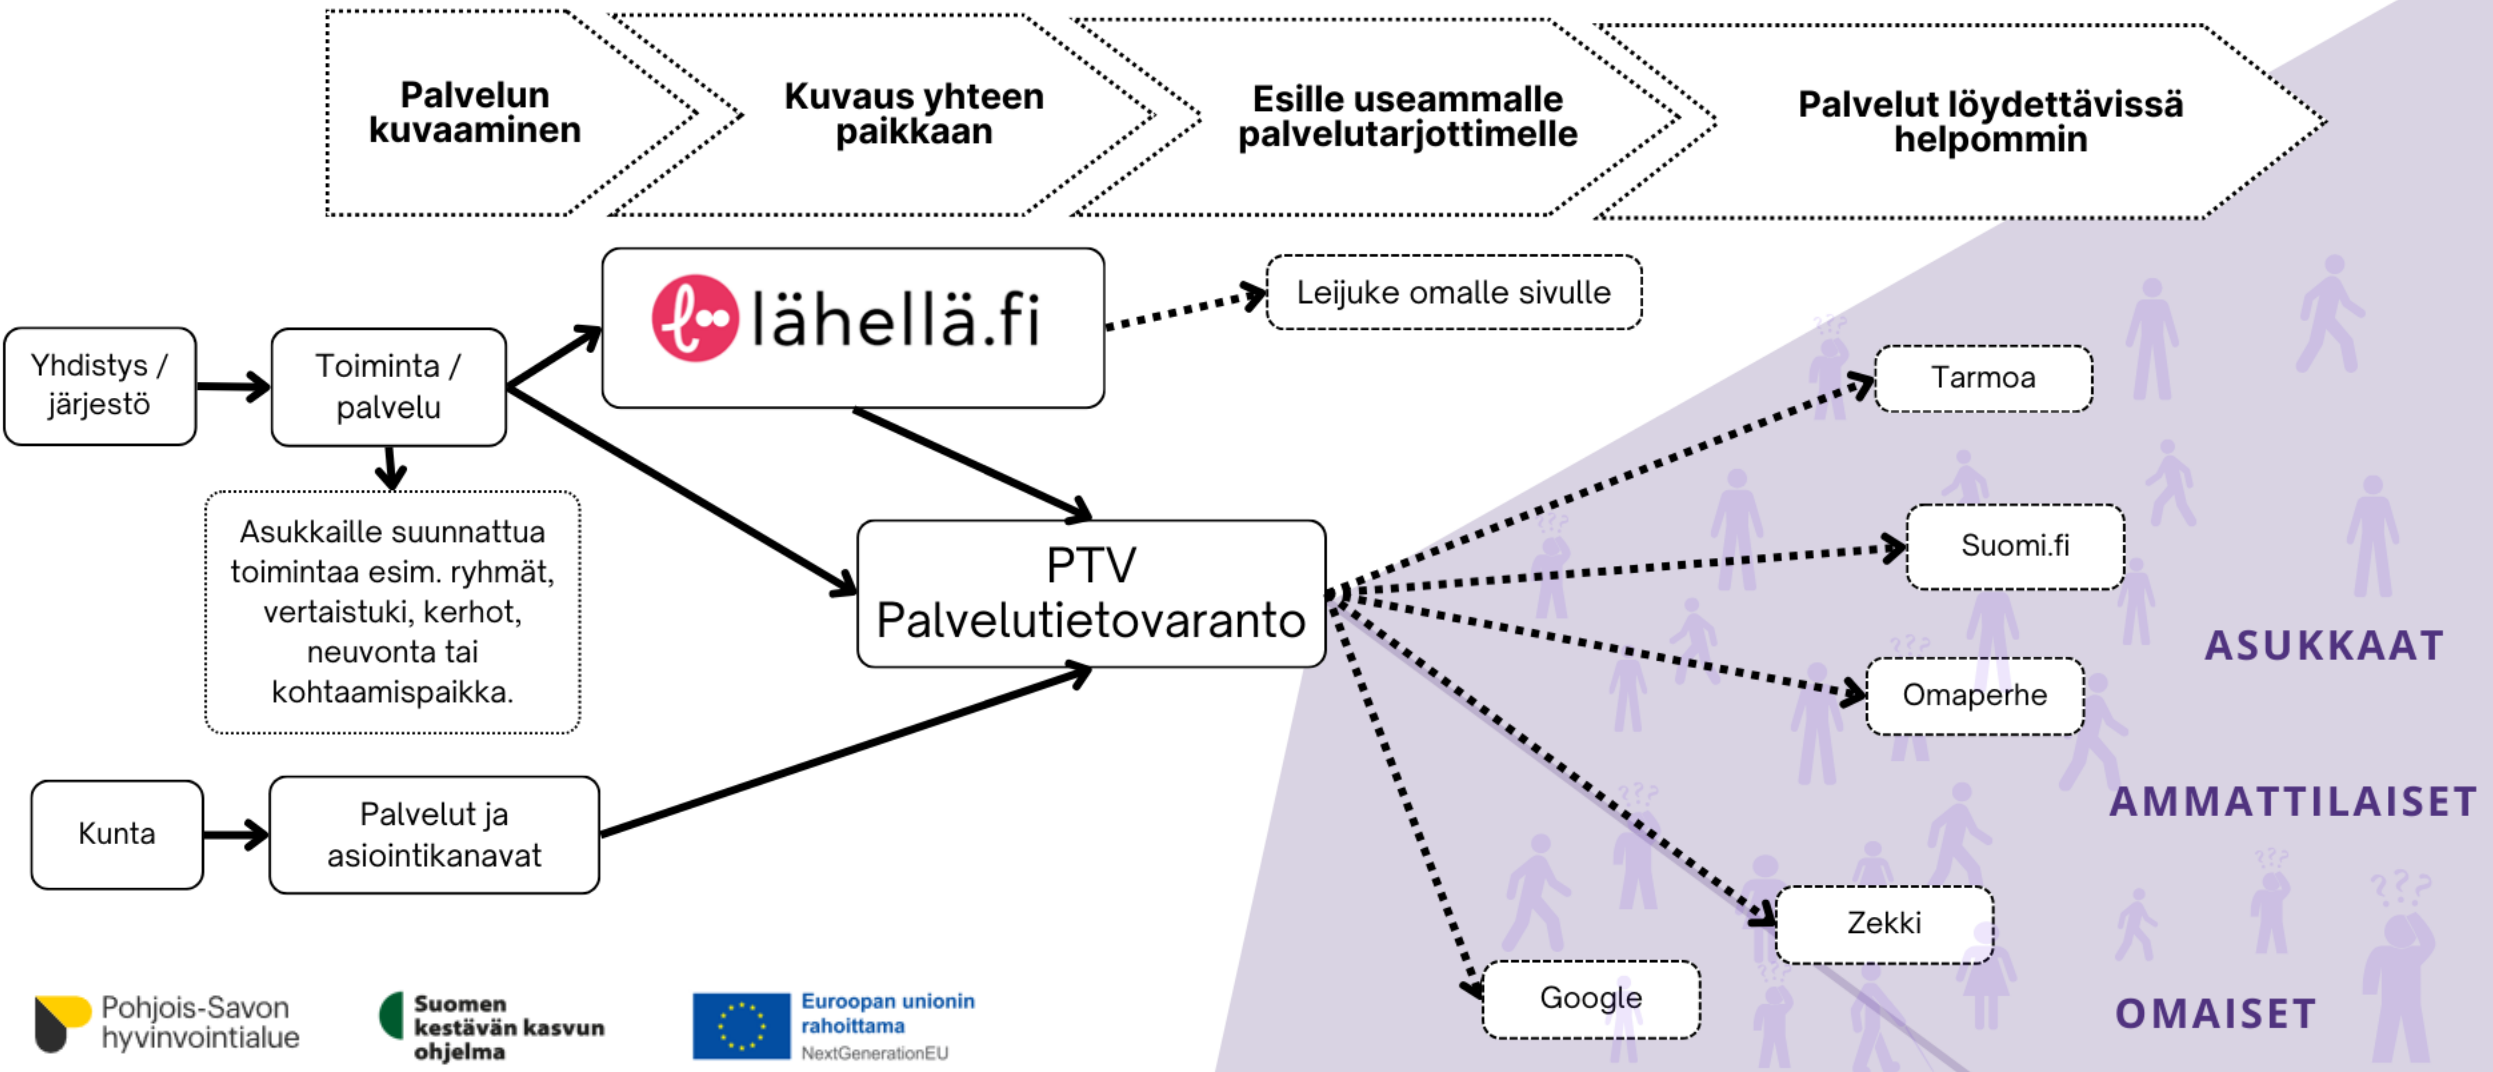 Palvelun
kuvaaminen
Kuvaus yhteen
paikkaan
Esille useammalle
palvelutarjottimelle
Palvelut löydettävissä
helpommin
lähellä.fi
Leijuke omalle sivulle
Yhdistys /
järjestö
Toiminta /
palvelu
Asukkaille suunnattua
toimintaa esim. ryhmät,
vertaistuki, kerhot,
neuvonta tai
kohtaamispaikka.
PTV
Palvelutietovaranto
Kunta
Palvelut ja
asiointikanavat
???
Tarmoa
???
Suomi.fi
???
Omaperhe
???
Zekki
???
Google
ASUKKAAT
AMMATTILAISET
???
???
OMAISET
Pohjois-Savon
hyvinvointialue
Suomen
kestävän kasvun
ohjelma
Euroopan unionin
rahoittama
NextGenerationEU